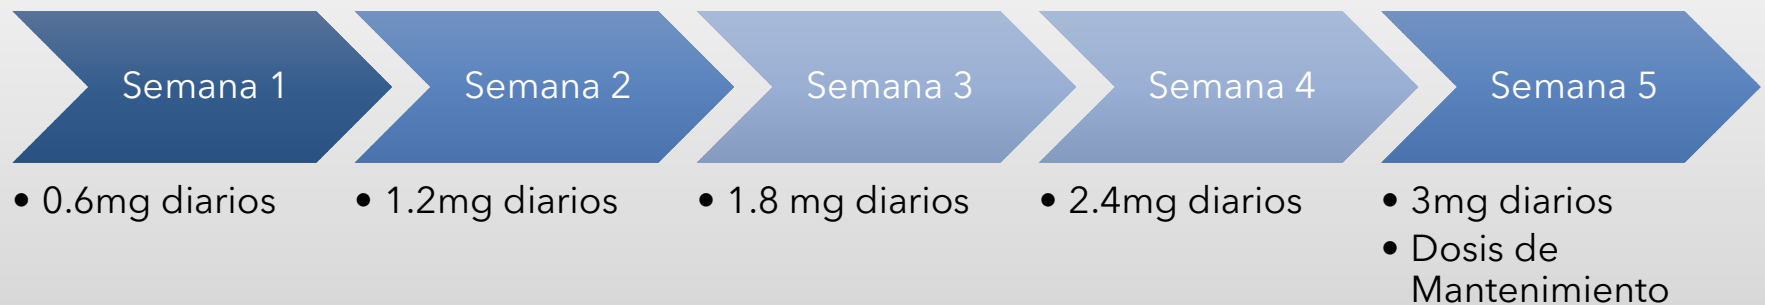 Semana 1
Semana 2
Semana 3
Semana 4
Semana 5
• 0.6mg diarios
• 1.2mg diarios
• 1.8 mg diarios
• 2.4mg diarios
• 3mg diarios
• Dosis de
Mantenimiento